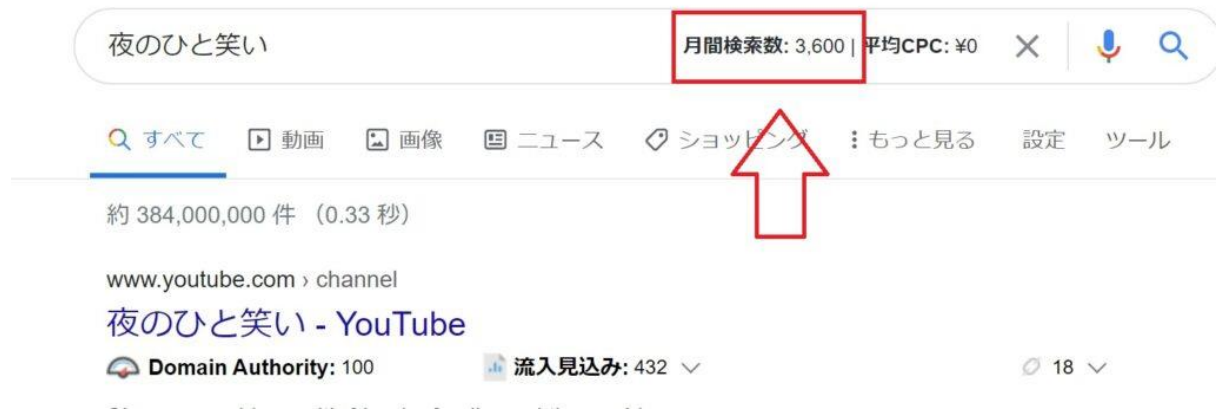 夜のひと笑い 月間検索数: 3,600 | 平均CPC: ¥0
すべて 動画 画像 ニュース ショッピング もっと見る 設定 ツール
約 384,000,000 件 （0.33 秒）
www.youtube.com › channel
夜のひと笑い - YouTube
Domain Authority: 100 流入見込み: 432 18